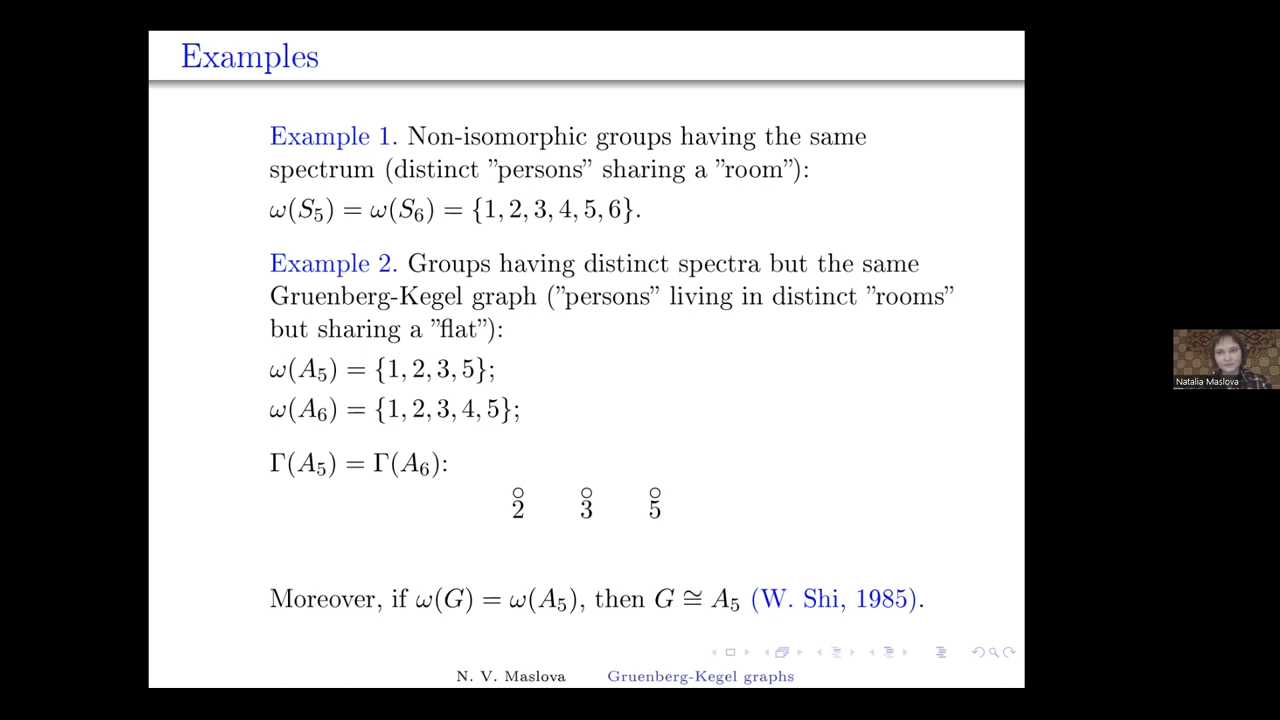 Examples
Example 1. Non-isomorphic groups having the same
spectrum (distinct ”persons” sharing a ”room”):
ω(S₅) = ω(S₆) = {1, 2, 3, 4, 5, 6}.
Example 2. Groups having distinct spectra but the same
Gruenberg-Kegel graph (”persons” living in distinct ”rooms”
but sharing a ”flat”):
ω(A₅) = {1, 2, 3, 5};
ω(A₆) = {1, 2, 3, 4, 5};
Γ(A₅) = Γ(A₆):
2 3 5
Moreover, if ω(G) = ω(A₅), then G ≅ A₅ (W. Shi, 1985).
N. V. Maslova Gruenberg-Kegel graphs
Natalia Maslova